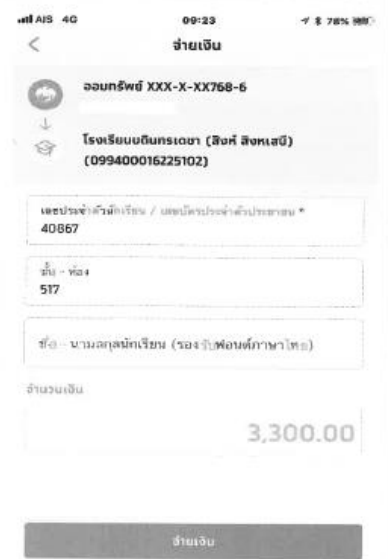 AIS 4G 09:23 78%
จ่ายเงิน
ออมทรัพย์ XXX-X-XX768-6
โรงเรียนบดินทรเดชา (สิงห์ สิงหเสนี)
(099400016225102)
เลขประจำตัวนักเรียน / เลขบัตรประจำตัวประชาชน *
40867
ชั้น - ห้อง
517
ชื่อ - นามสกุลนักเรียน (รองรับฟอนต์ภาษาไทย)
จำนวนเงิน
3,300.00
จ่ายเงิน